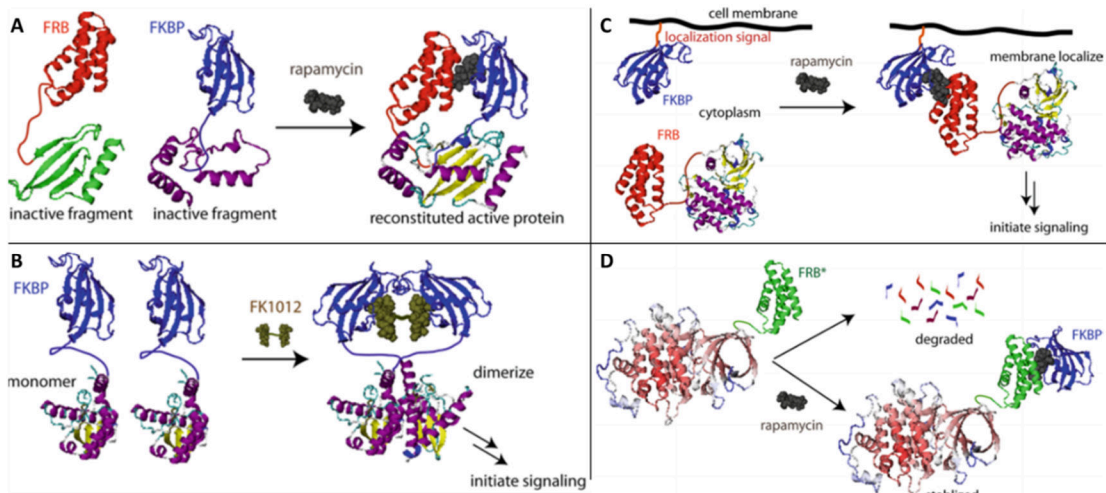 A
FRB
FKBP
rapamycin
inactive fragment
inactive fragment
reconstituted active protein
B
FKBP
FK1012
monomer
dimerize
initiate signaling
C
cell membrane
localization signal
rapamycin
membrane localize
FKBP
cytoplasm
FRB
initiate signaling
D
FRB*
degraded
FKBP
rapamycin